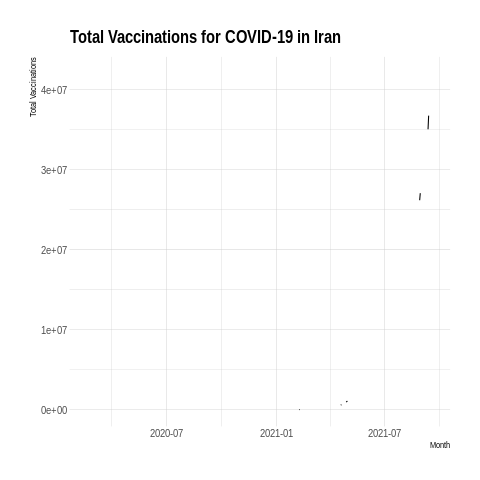 Total Vaccinations for COVID-19 in Iran
Total Vaccinations
4e+07
3e+07
2e+07
1e+07
0e+00
2020-07
2021-01
2021-07
Month